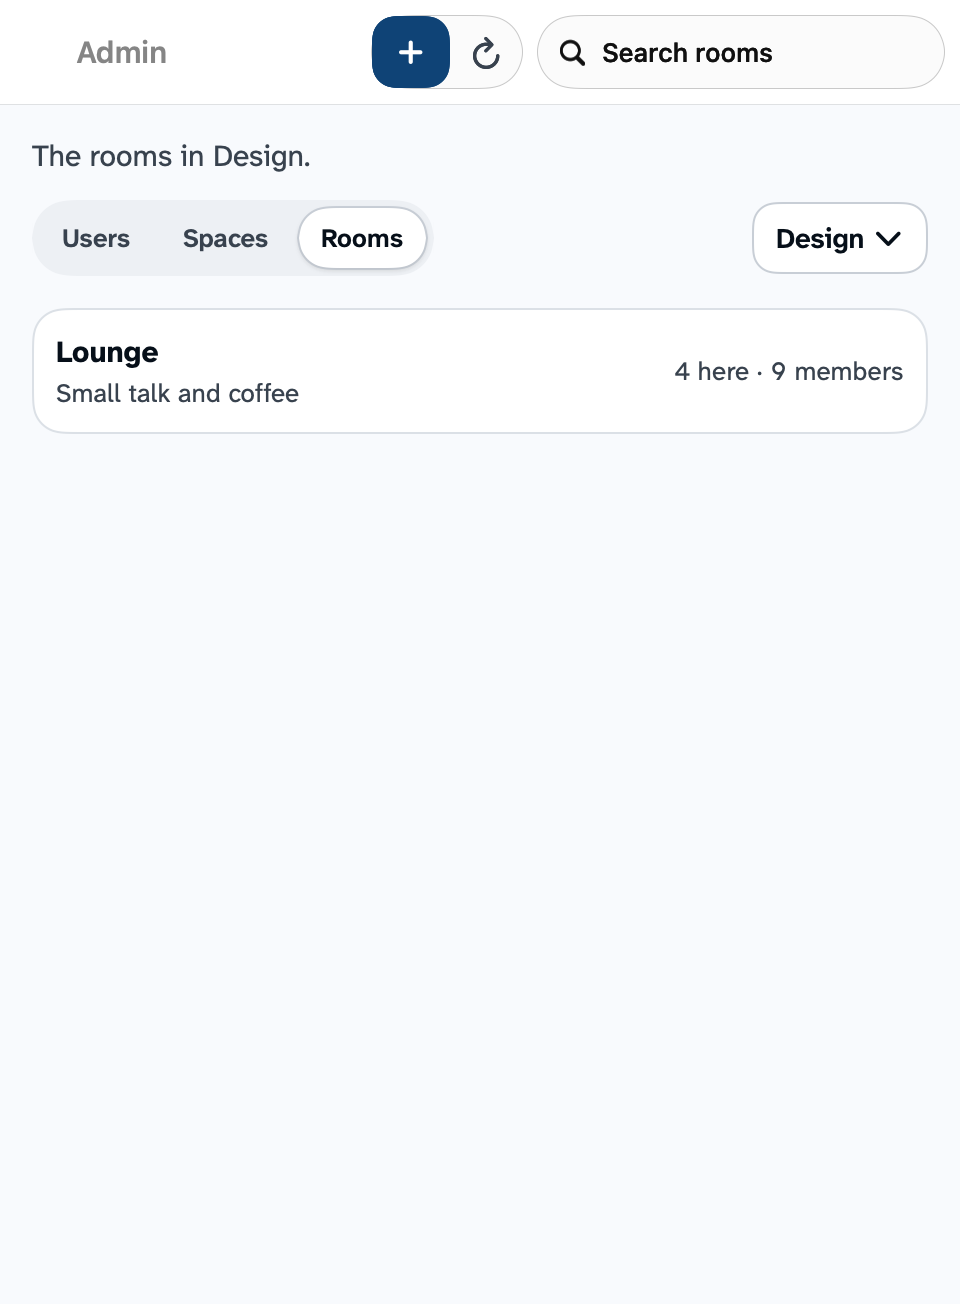 Admin
Search rooms
The rooms in Design.
Users Spaces Rooms
Design
Lounge
Small talk and coffee
4 here · 9 members